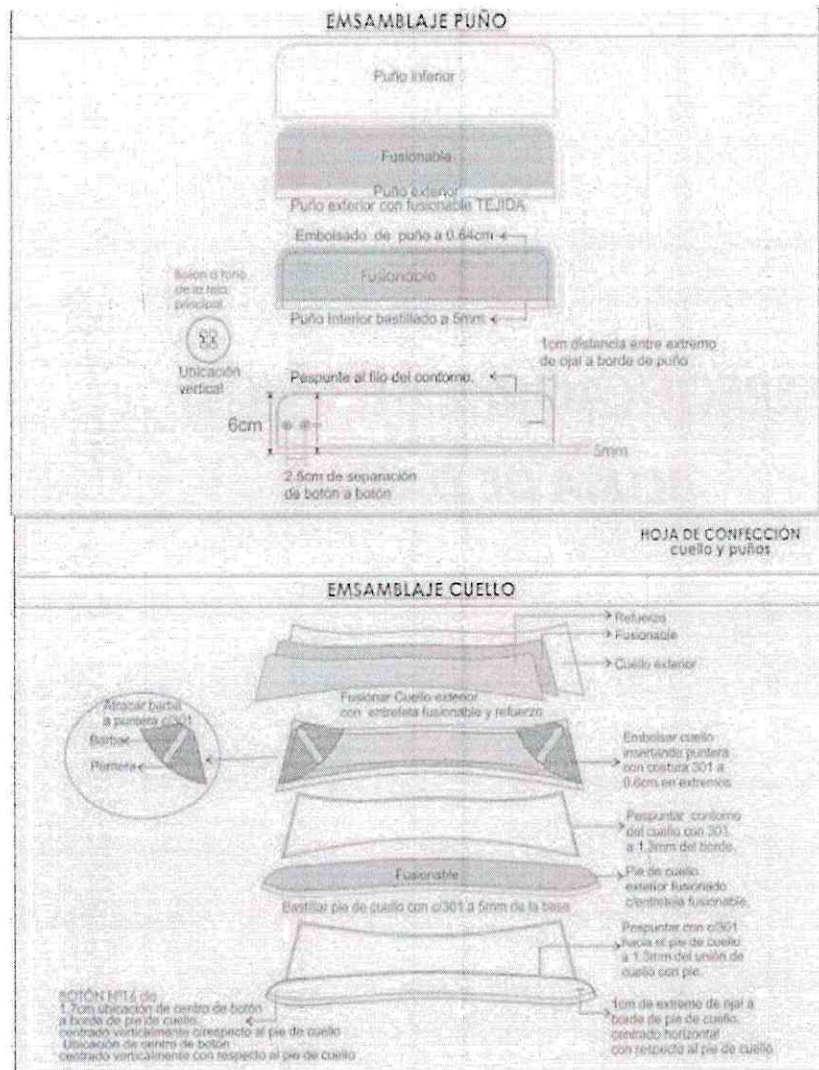 EMSAMBLAJE PUÑO
Puño inferior
Fusionable
Puño exterior
Puño exterior con fusionable TEJIDA
Embolsado de puño a 0.64cm
Botón a tono
de la tela
principal
Fusionable
Puño Interior bastillado a 5mm
Ubicación
vertical
1cm distancia entre extremo
de ojal a borde de puño
Pespunte al filo del contorno.
6cm
5mm
2.5cm de separación
de botón a botón
HOJA DE CONFECCIÓN
cuello y puños
EMSAMBLAJE CUELLO
Refuerzo
Fusionable
Cuello exterior
Fusionar Cuello exterior
con entretela fusionable y refuerzo
Atracar barba
a puntera c/301
Barba
Puntera
Embolsar cuello
insertando puntera
con costura 301 a
0.6cm en extremos
Pespuntar contorno
del cuello con 301
a 1.3mm del borde.
Fusionable
Pie de cuello
exterior fusionado
c/entretela fusionable.
Bastillar pie de cuello con c/301 a 5mm de la base
Pespuntar con c/301
hacia el pie de cuello
a 1.3mm del unión de
cuello con pie.
BOTÓN Nº16 de
1.7cm ubicación de centro de botón
a borde de pie de cuello.
centrado verticalmente c/respecto al pie de cuello
Ubicación de centro de botón
centrado verticalmente con respecto al pie de cuello
1cm de extremo de ojal a
borde de pie de cuello.
centrado horizontal
con respecto al pie de cuello